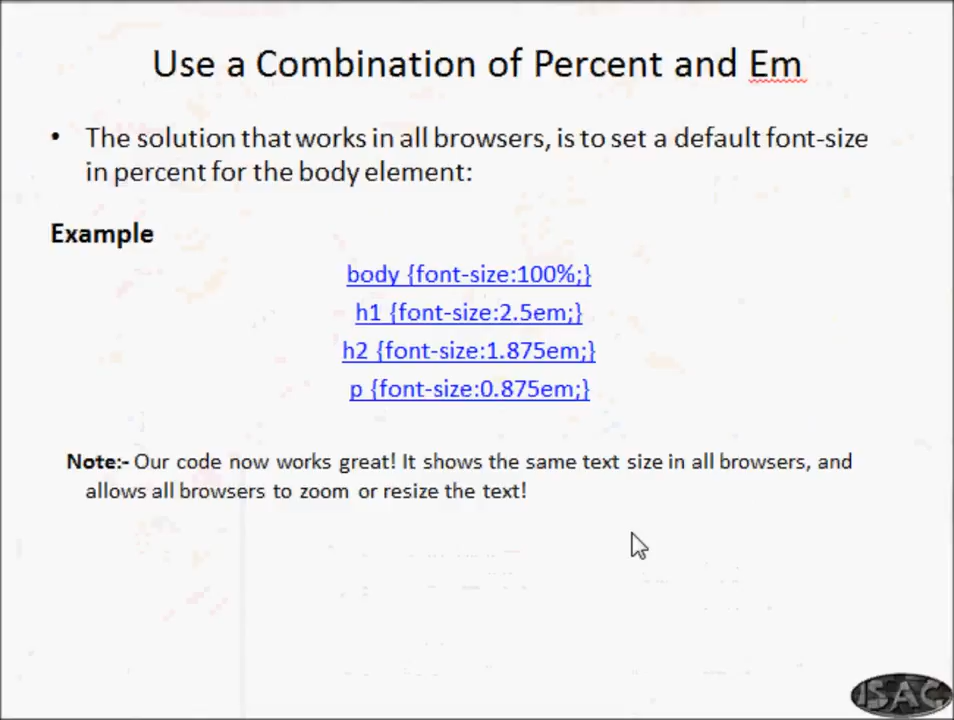 Use a Combination of Percent and Em
• The solution that works in all browsers, is to set a default font-size
in percent for the body element:
Example
body {font-size:100%;}
h1 {font-size:2.5em;}
h2 {font-size:1.875em;}
p {font-size:0.875em;}
Note:- Our code now works great! It shows the same text size in all browsers, and
allows all browsers to zoom or resize the text!
ISAC